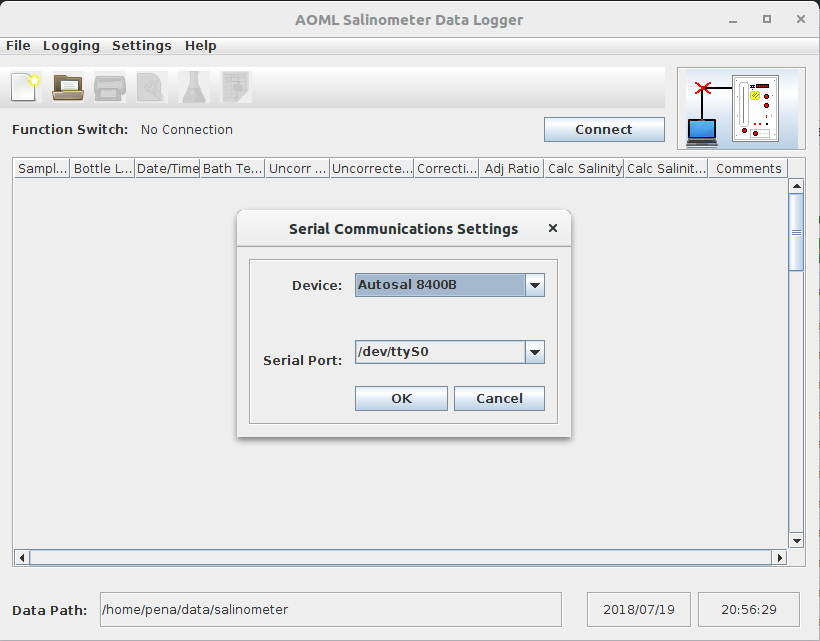 AOML Salinometer Data Logger
File Logging Settings Help
Function Switch: No Connection
Connect
Sampl... Bottle L... Date/Time Bath Te... Uncorr ... Uncorrecte... Correcti... Adj Ratio Calc Salinity Calc Salinit... Comments
Serial Communications Settings
Device: Autosal 8400B
Serial Port: /dev/ttyS0
OK Cancel
Data Path: /home/pena/data/salinometer 2018/07/19 20:56:29